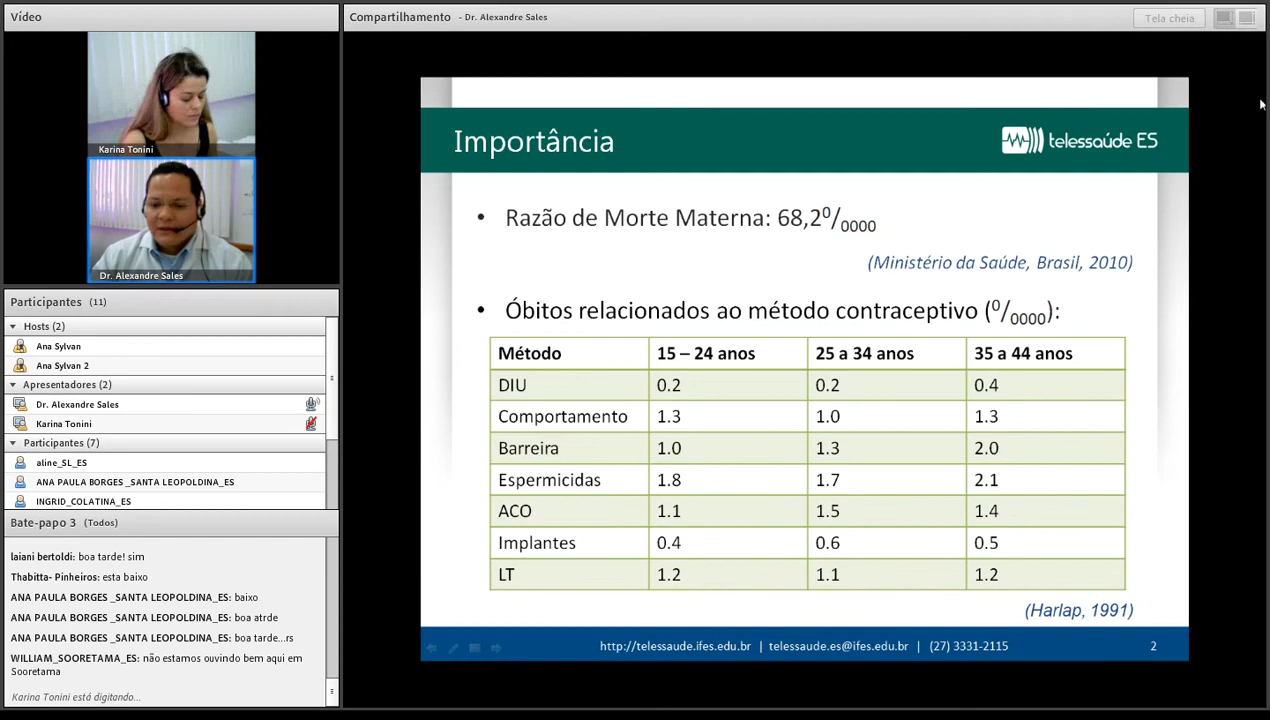 Vídeo
Karina Tonini
Dr. Alexandre Sales
Participantes (11)
Hosts (2)
Ana Sylvan
Ana Sylvan 2
Apresentadores (2)
Dr. Alexandre Sales
Karina Tonini
Participantes (7)
aline_SL_ES
ANA PAULA BORGES _SANTA LEOPOLDINA_ES
INGRID_COLATINA_ES
Bate-papo 3 (Todos)
laiani bertoldi: boa tarde! sim
Thabitta- Pinheiros: esta baixo
ANA PAULA BORGES _SANTA LEOPOLDINA_ES: baixo
ANA PAULA BORGES _SANTA LEOPOLDINA_ES: boa atrde
ANA PAULA BORGES _SANTA LEOPOLDINA_ES: boa tarde...rs
WILLIAM_SOORETAMA_ES: não estamos ouvindo bem aqui em
Sooretama
Karina Tonini está digitando...
Compartilhamento - Dr. Alexandre Sales
Tela cheia
Importância
telessaúde ES
• Razão de Morte Materna: 68,2⁰/₀₀₀₀
(Ministério da Saúde, Brasil, 2010)
• Óbitos relacionados ao método contraceptivo (⁰/₀₀₀₀):
Método 15 – 24 anos 25 a 34 anos 35 a 44 anos
DIU 0.2 0.2 0.4
Comportamento 1.3 1.0 1.3
Barreira 1.0 1.3 2.0
Espermicidas 1.8 1.7 2.1
ACO 1.1 1.5 1.4
Implantes 0.4 0.6 0.5
LT 1.2 1.1 1.2
(Harlap, 1991)
http://telessaude.ifes.edu.br | telessaude.es@ifes.edu.br | (27) 3331-2115 2